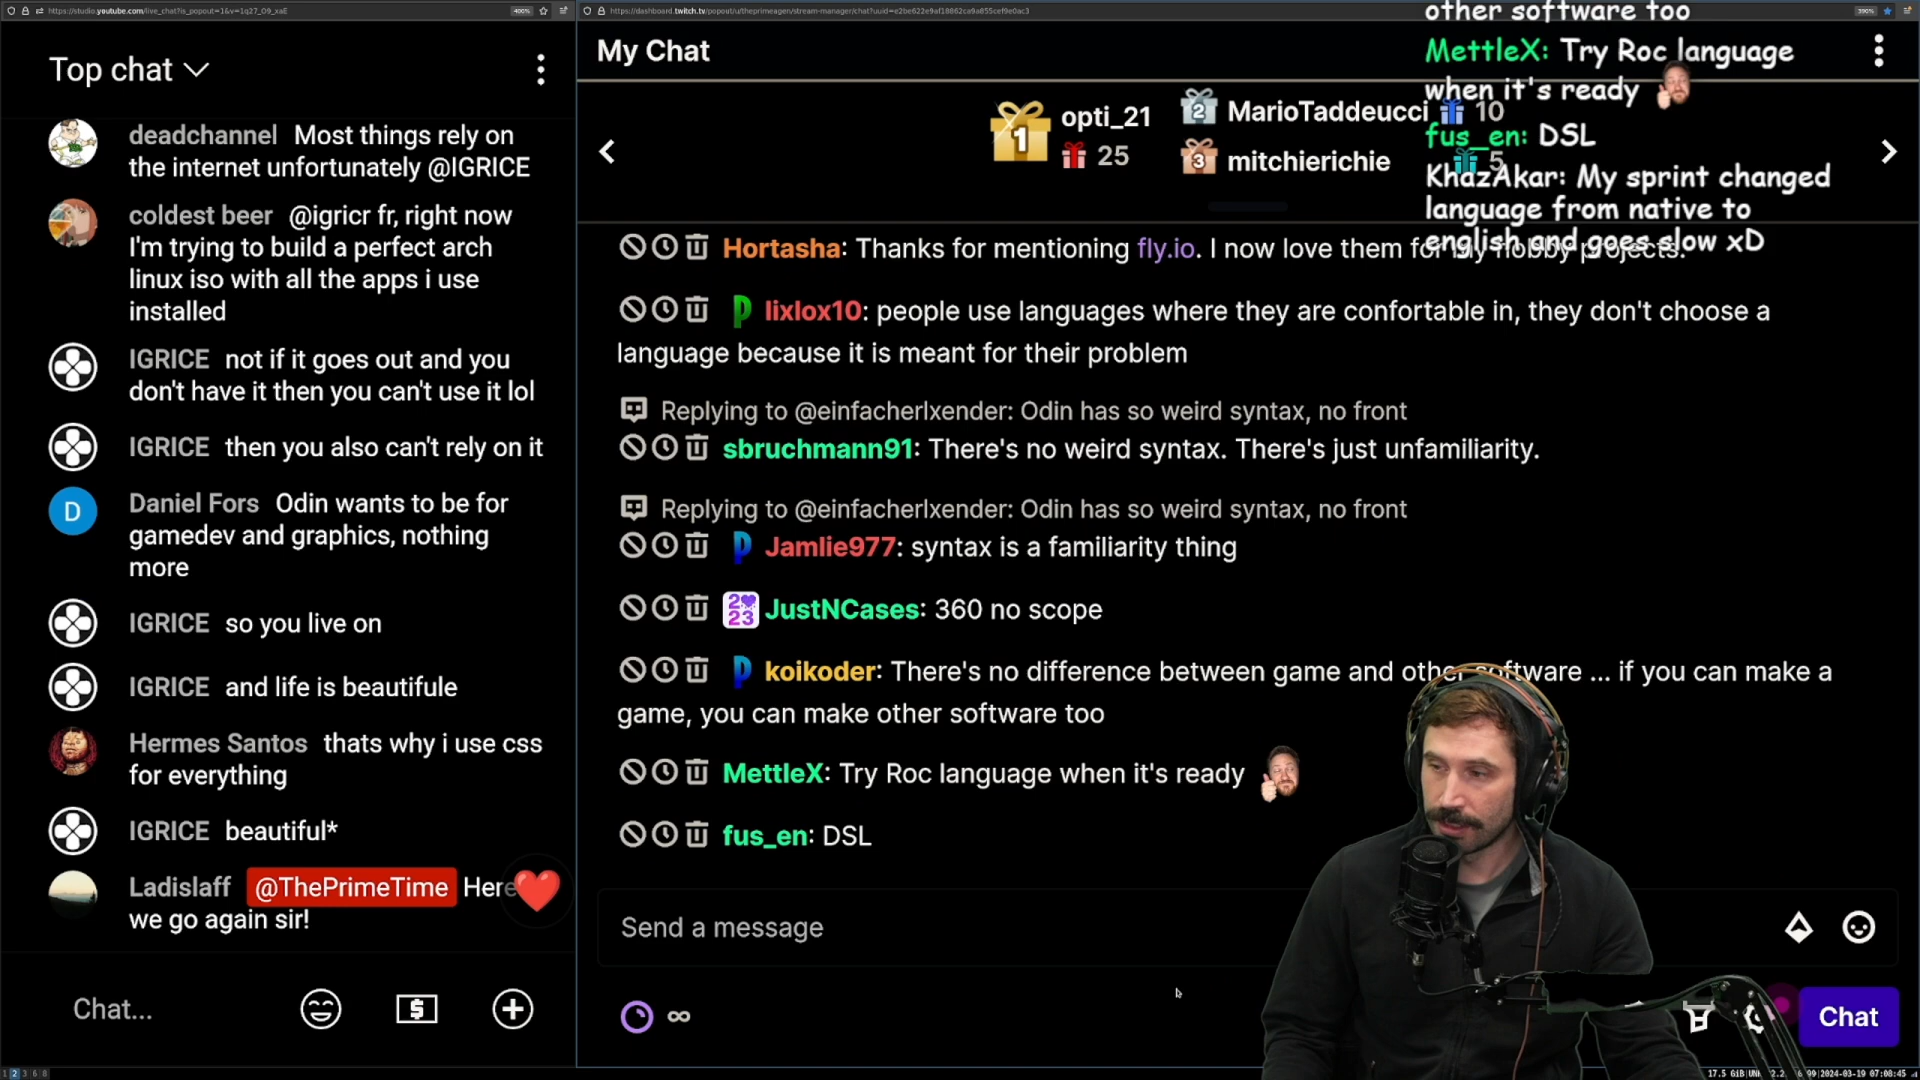 https://studio.youtube.com/live_chat?is_popout=1&v=1q27_09_xaE
400%
https://dashboard.twitch.tv/popout/u/theprimeagen/stream-manager/chat?uuid=e2be622e9af18862ca9a855cef9e0ac3
390%
Top chat
deadchannel Most things rely on
the internet unfortunately @IGRICE
coldest beer @igricr fr, right now
I'm trying to build a perfect arch
linux iso with all the apps i use
installed
IGRICE not if it goes out and you
don't have it then you can't use it lol
IGRICE then you also can't rely on it
D
Daniel Fors Odin wants to be for
gamedev and graphics, nothing
more
IGRICE so you live on
IGRICE and life is beautifule
Hermes Santos thats why i use css
for everything
IGRICE beautiful*
Ladislaff @ThePrimeTime Here
we go again sir!
Chat...
My Chat
1
opti_21
25
2
MarioTaddeucci
10
3
mitchierichie
5
other software too
MettleX: Try Roc language
when it's ready
fus_en: DSL
KhazAkar: My sprint changed
language from native to
english and goes slow xD
Hortasha: Thanks for mentioning fly.io. I now love them for my hobby projects.
lixlox10: people use languages where they are confortable in, they don't choose a
language because it is meant for their problem
Replying to @einfacherlxender: Odin has so weird syntax, no front
sbruchmann91: There's no weird syntax. There's just unfamiliarity.
Replying to @einfacherlxender: Odin has so weird syntax, no front
Jamlie977: syntax is a familiarity thing
2023
JustNCases: 360 no scope
koikoder: There's no difference between game and other software ... if you can make a
game, you can make other software too
MettleX: Try Roc language when it's ready
fus_en: DSL
Send a message
∞
Chat
1 2 3 6 8
17.5 GiB
2024-03-19 07:08:45